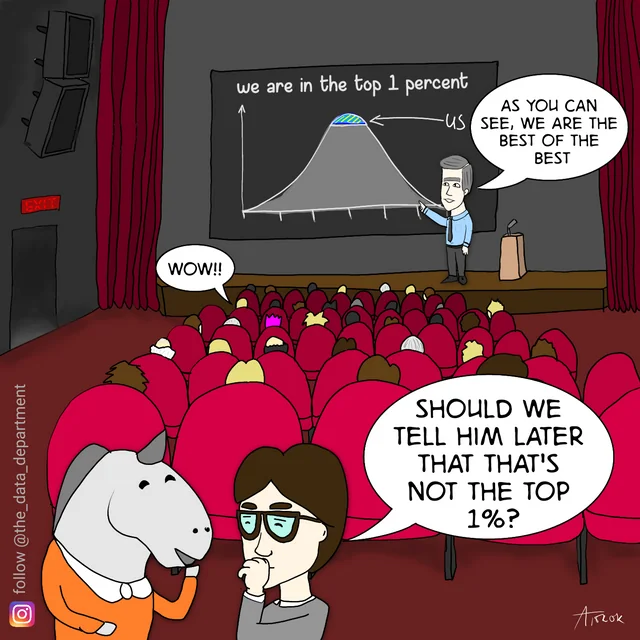 we are in the top 1 percent
US
AS YOU CAN
SEE, WE ARE THE
BEST OF THE
BEST
EXIT
WOW!!
SHOULD WE
TELL HIM LATER
THAT THAT'S
NOT THE TOP
1%?
follow @the_data_department